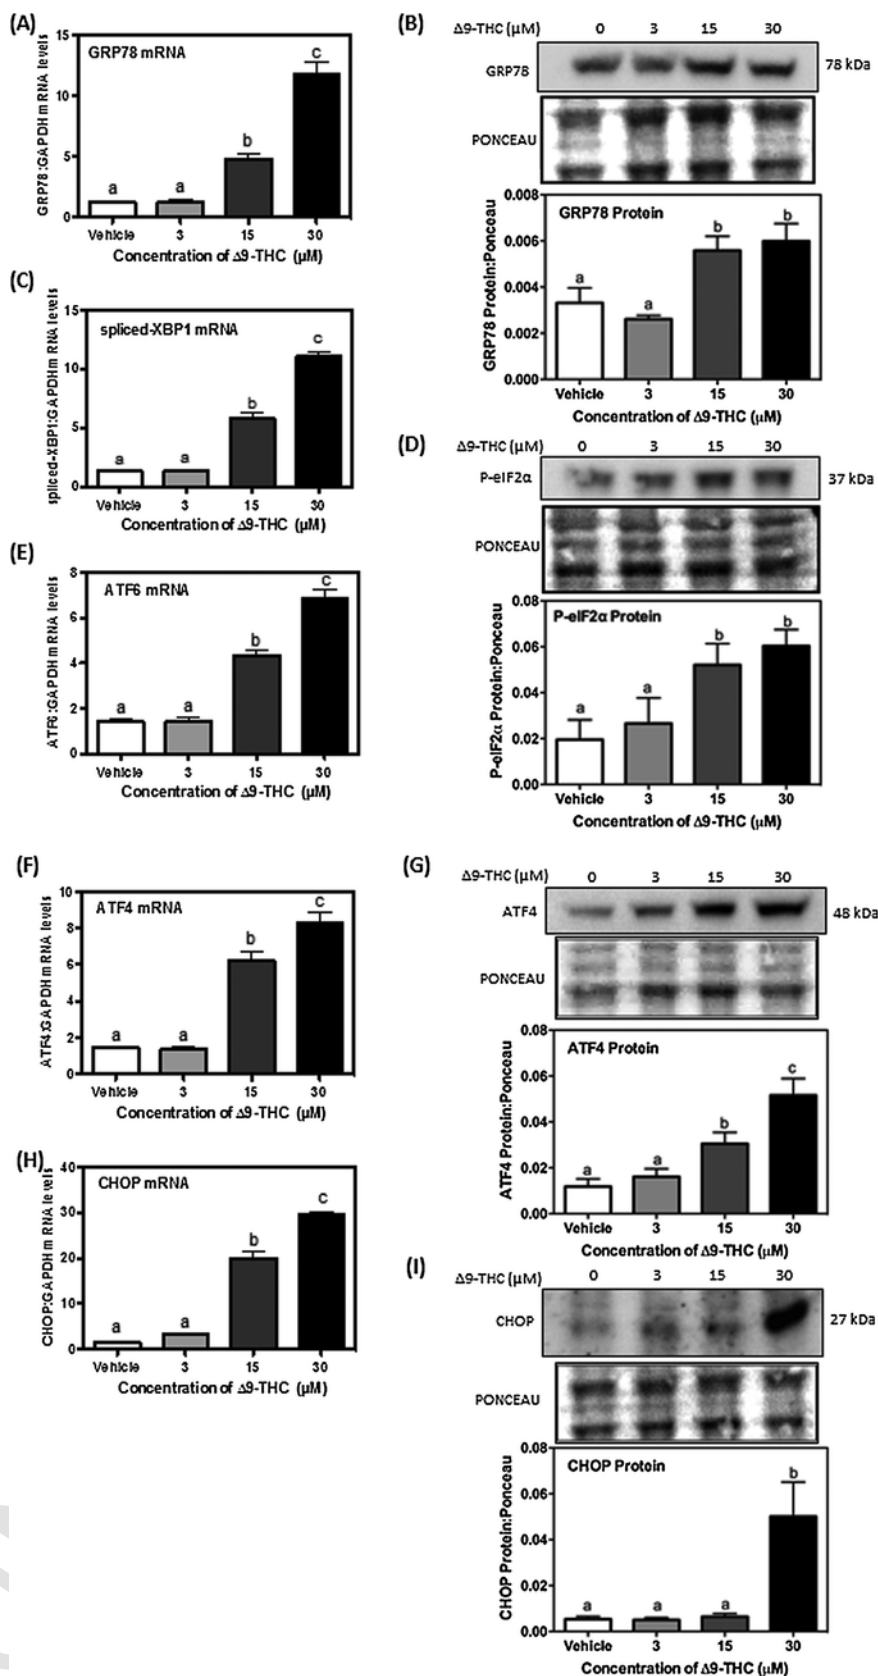 (A)
GRP78 mRNA
GRP78:GAPDH mRNA levels
15
10
5
0
a
a
b
c
Vehicle 3 15 30
Concentration of Δ9-THC (μM)
(B)
Δ9-THC (μM) 0 3 15 30
GRP78
78 kDa
PONCEAU
GRP78 Protein
GRP78 Protein:Ponceau
0.008
0.006
0.004
0.002
0.000
a
a
b
b
Vehicle 3 15 30
Concentration of Δ9-THC (μM)
(C)
spliced-XBP1 mRNA
spliced-XBP1:GAPDH mRNA levels
15
10
5
0
a
a
b
c
Vehicle 3 15 30
Concentration of Δ9-THC (μM)
(D)
Δ9-THC (μM) 0 3 15 30
P-eIF2α
37 kDa
PONCEAU
P-eIF2α Protein
P-eIF2α Protein:Ponceau
0.08
0.06
0.04
0.02
0.00
a
a
b
b
Vehicle 3 15 30
Concentration of Δ9-THC (μM)
(E)
ATF6 mRNA
ATF6:GAPDH mRNA levels
8
6
4
2
0
a
a
b
c
Vehicle 3 15 30
Concentration of Δ9-THC (μM)
(F)
ATF4 mRNA
ATF4:GAPDH mRNA levels
10
8
6
4
2
0
a
a
b
c
Vehicle 3 15 30
Concentration of Δ9-THC (μM)
(G)
Δ9-THC (μM) 0 3 15 30
ATF4
48 kDa
PONCEAU
ATF4 Protein
ATF4 Protein:Ponceau
0.08
0.06
0.04
0.02
0.00
a
a
b
c
Vehicle 3 15 30
Concentration of Δ9-THC (μM)
(H)
CHOP mRNA
CHOP:GAPDH mRNA levels
40
30
20
10
0
a
a
b
c
Vehicle 3 15 30
Concentration of Δ9-THC (μM)
(I)
Δ9-THC (μM) 0 3 15 30
CHOP
27 kDa
PONCEAU
CHOP Protein
CHOP Protein:Ponceau
0.08
0.06
0.04
0.02
0.00
a
a
a
b
Vehicle 3 15 30
Concentration of Δ9-THC (μM)